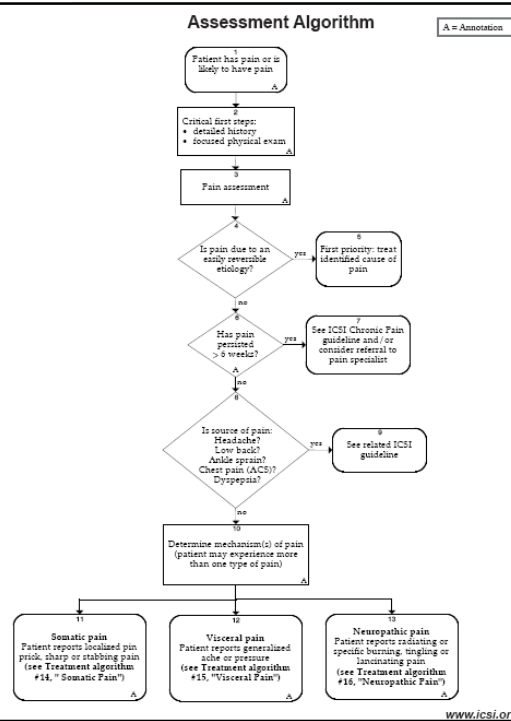 Assessment Algorithm
A = Annotation
1
Patient has pain or is
likely to have pain
A
2
Critical first steps:
• detailed history
• focused physical exam
A
3
Pain assessment
A
4
Is pain due to an
easily reversible
etiology?
yes
5
First priority: treat
identified cause of
pain
no
6
Has pain
persisted
> 6 weeks?
A
yes
7
See ICSI Chronic Pain
guideline and/or
consider referral to
pain specialist
no
8
Is source of pain:
Headache?
Low back?
Ankle sprain?
Chest pain (ACS)?
Dyspepsia?
yes
9
See related ICSI
guideline
no
10
Determine mechanism(s) of pain
(patient may experience more
than one type of pain)
A
11
Somatic pain
Patient reports localized pin
prick, sharp or stabbing pain
(see Treatment algorithm
#14, " Somatic Pain")
A
12
Visceral pain
Patient reports generalized
ache or pressure
(see Treatment algorithm
#15, "Visceral Pain")
A
13
Neuropathic pain
Patient reports radiating or
specific burning, tingling or
lancinating pain
(see Treatment algorithm
#16, "Neuropathic Pain")
A
www.icsi.or